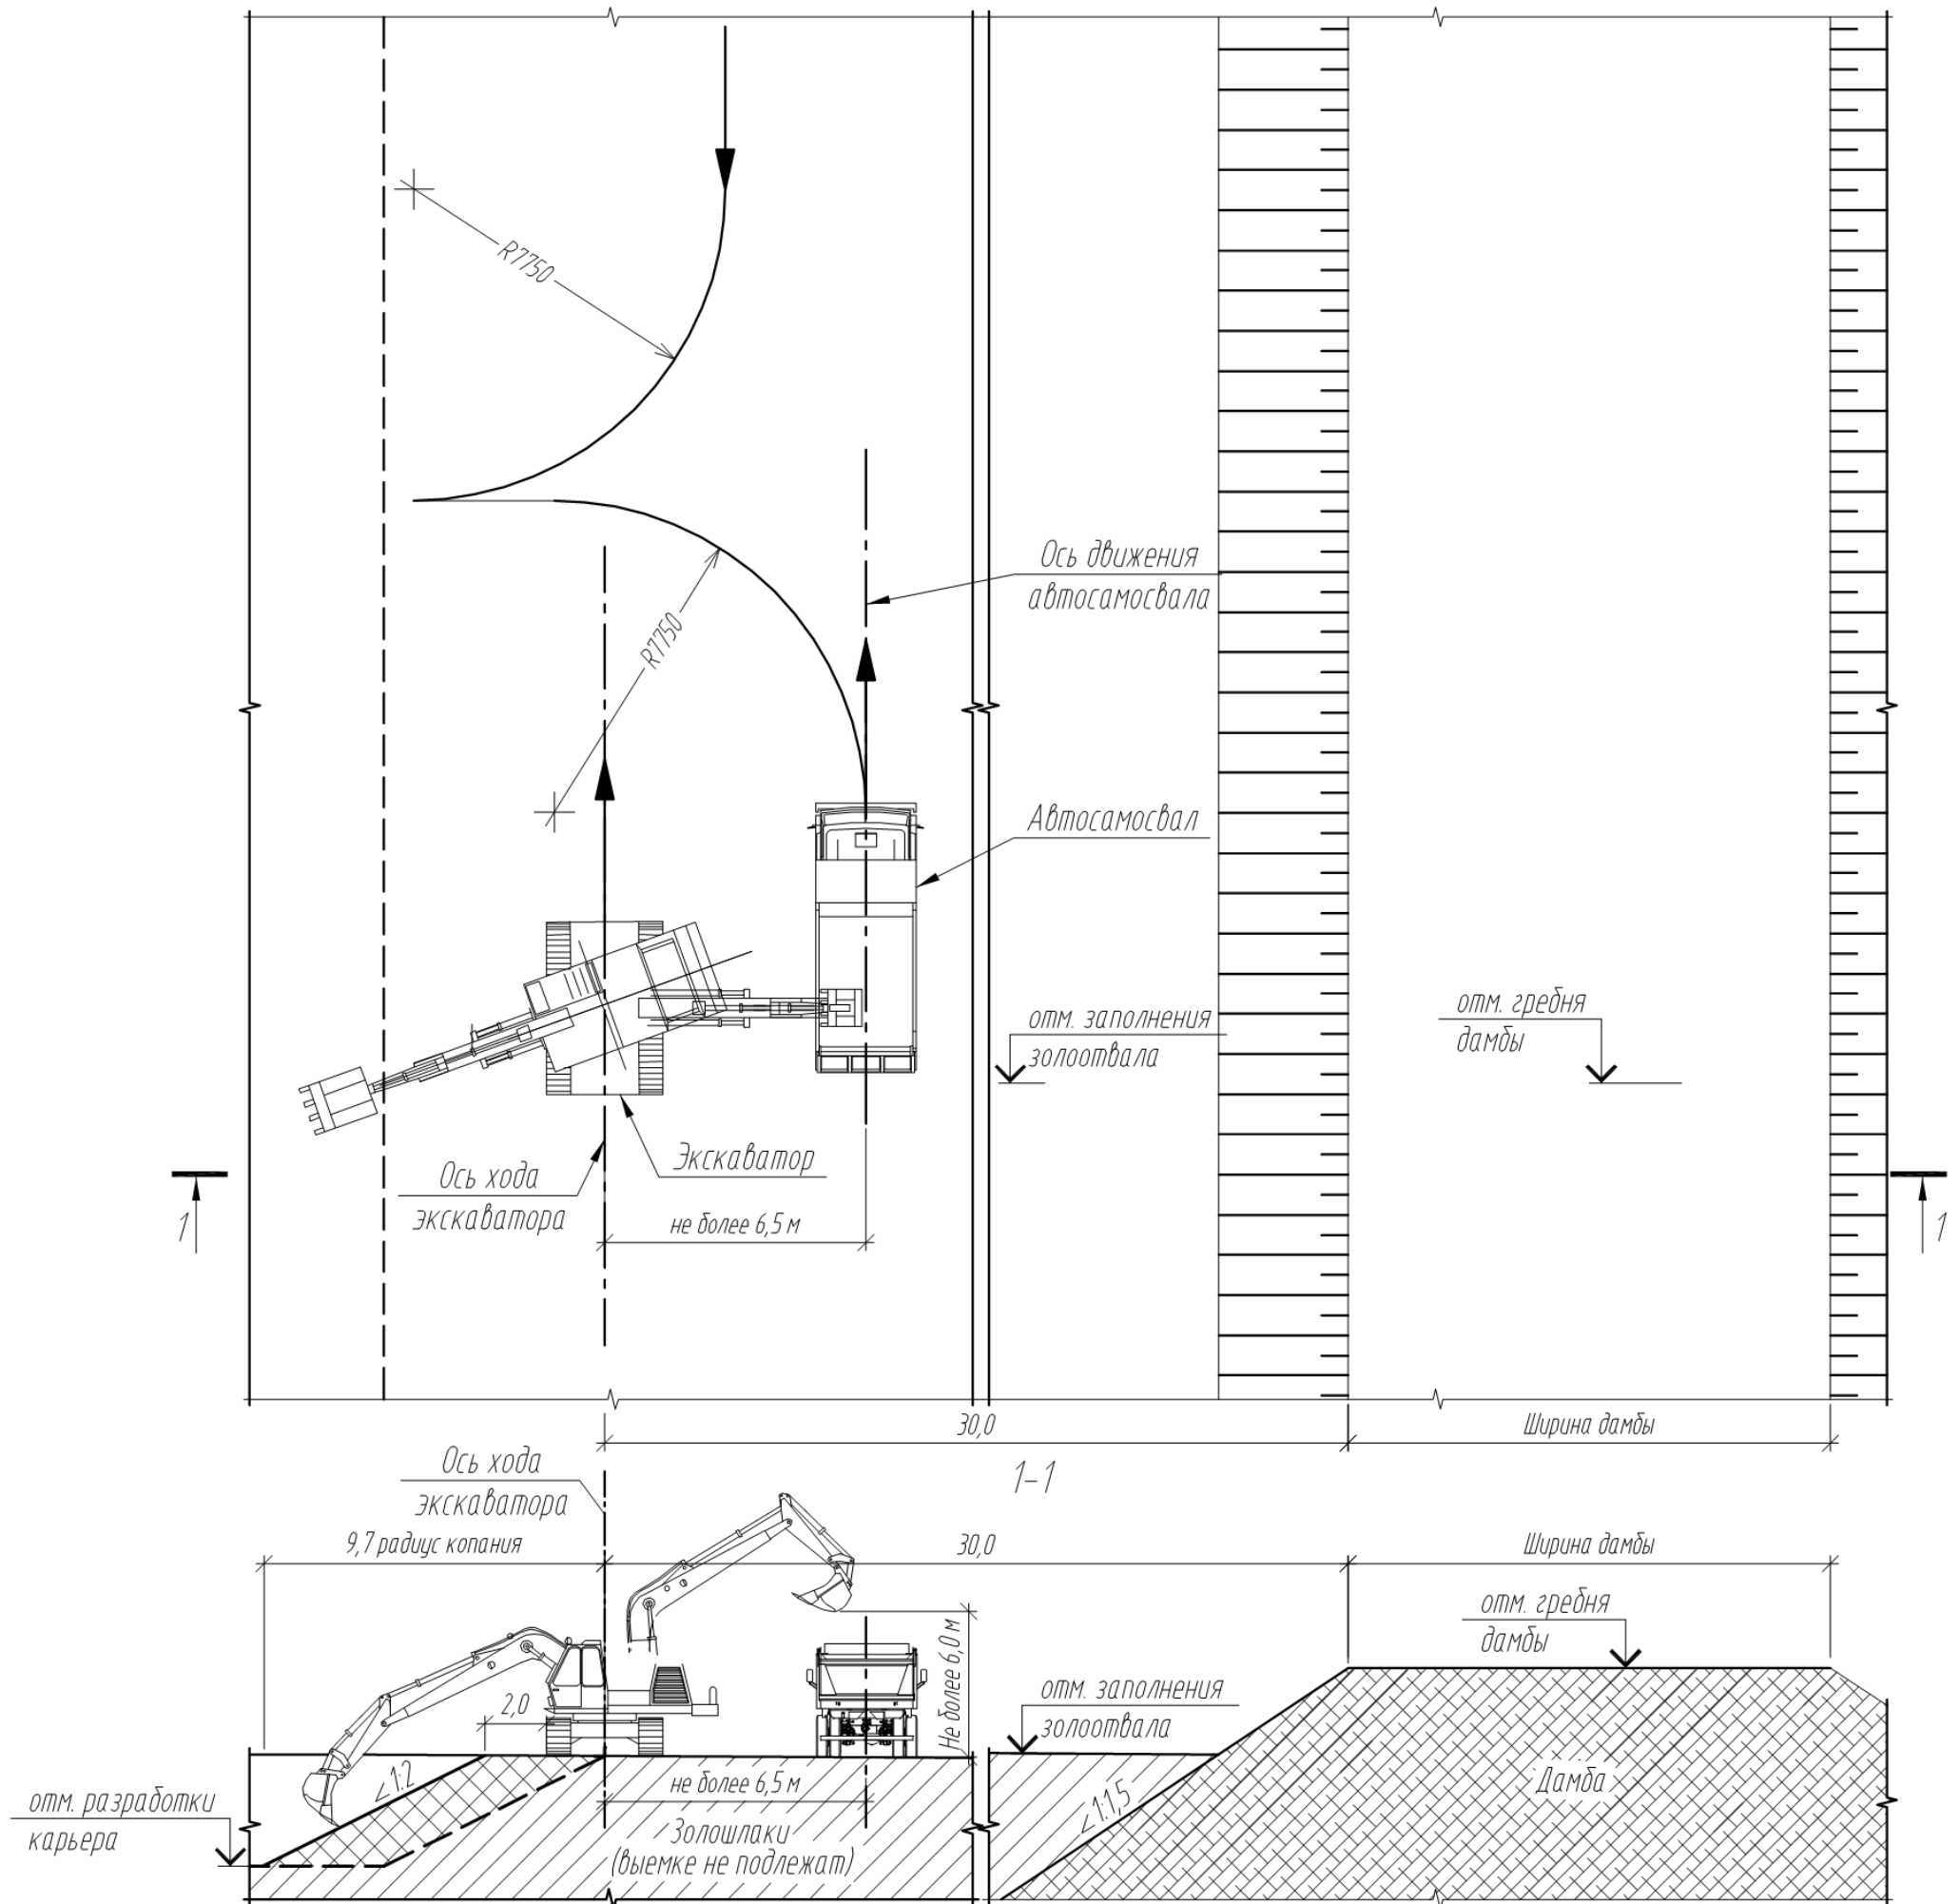 R7750
Ось движения
автосамосвала
R7750
Автосамосвал
отм. заполнения
золоотвала
отм. гребня
дамбы
Экскаватор
Ось хода
экскаватора
не более 6,5 м
1
1
30,0
Ширина дамбы
1-1
Ось хода
экскаватора
9,7 радиус копания
30,0
Ширина дамбы
отм. гребня
дамбы
Не более 6,0 м
отм. заполнения
золоотвала
2,0
<1:2
не более 6,5 м
<1:1,5
Дамба
отм. разработки
карьера
Золошлаки
(выемке не подлежат)